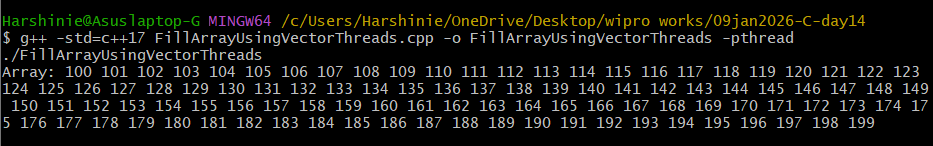 Harshinie@Asuslaptop-G MINGW64 /c/Users/Harshinie/OneDrive/Desktop/wipro works/09jan2026-C-day14
$ g++ -std=c++17 FillArrayUsingVectorThreads.cpp -o FillArrayUsingVectorThreads -pthread
./FillArrayUsingVectorThreads
Array: 100 101 102 103 104 105 106 107 108 109 110 111 112 113 114 115 116 117 118 119 120 121 122 123
124 125 126 127 128 129 130 131 132 133 134 135 136 137 138 139 140 141 142 143 144 145 146 147 148 149
 150 151 152 153 154 155 156 157 158 159 160 161 162 163 164 165 166 167 168 169 170 171 172 173 174 17
5 176 177 178 179 180 181 182 183 184 185 186 187 188 189 190 191 192 193 194 195 196 197 198 199